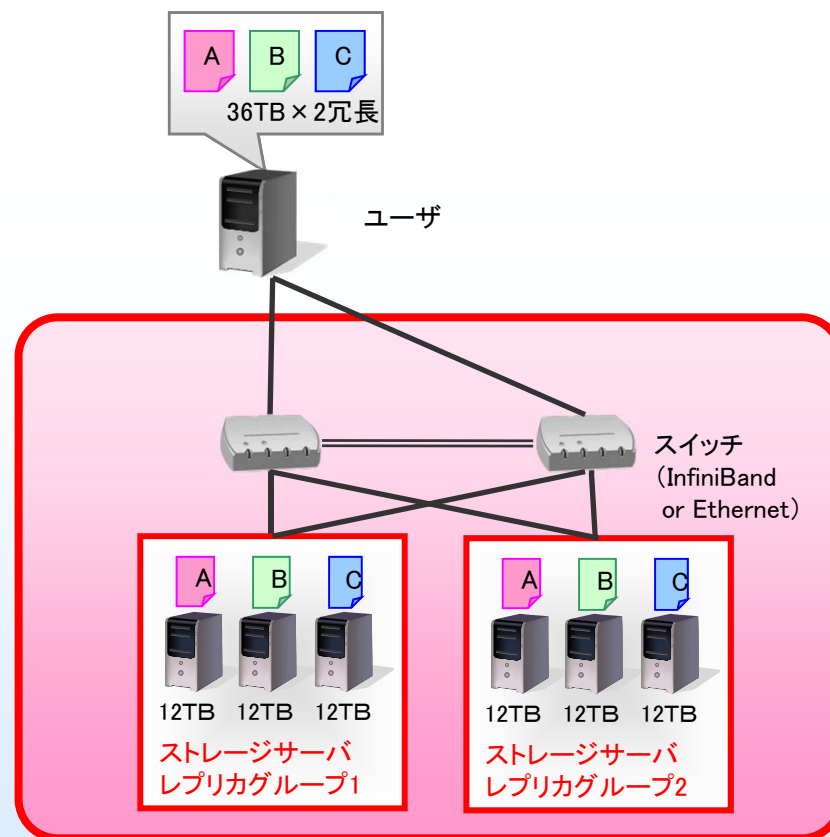 A B C
36TB×2冗長
ユーザ
スイッチ
（InfiniBand
or Ethernet）
A B C
12TB 12TB 12TB
ストレージサーバ
レプリカグループ1
A B C
12TB 12TB 12TB
ストレージサーバ
レプリカグループ2